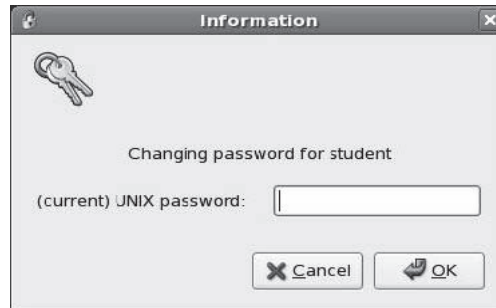 Information
Changing password for student
(current) UNIX password:
Cancel
OK